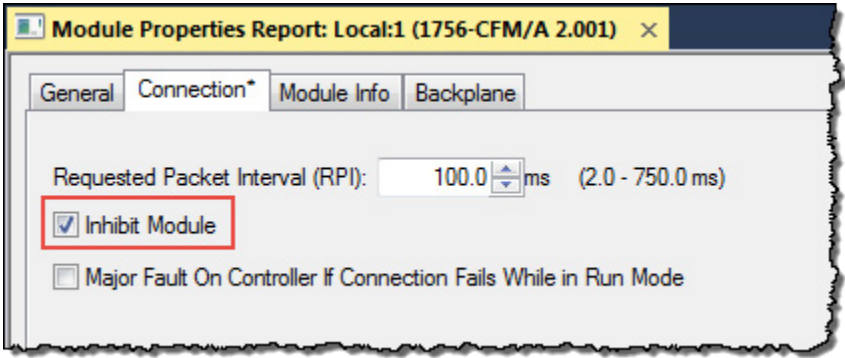 Module Properties Report: Local:1 (1756-CFM/A 2.001) ×
General Connection* Module Info Backplane
Requested Packet Interval (RPI): 100.0 ms (2.0 - 750.0 ms)
Inhibit Module
Major Fault On Controller If Connection Fails While in Run Mode